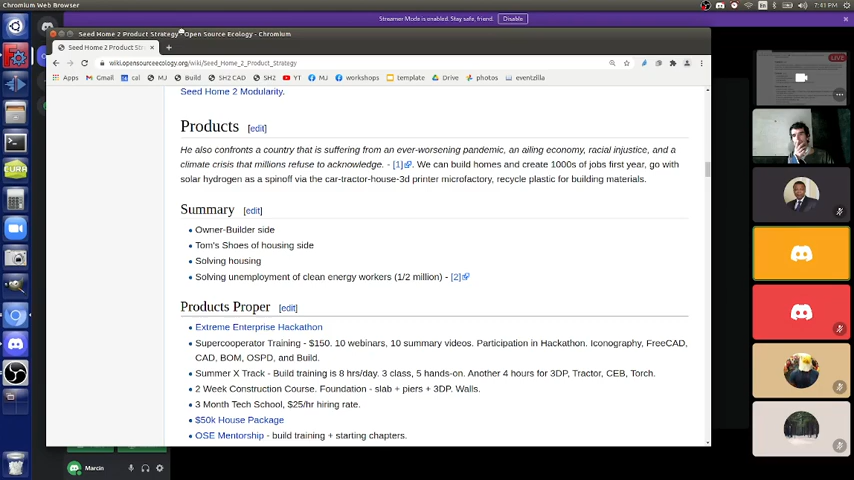 Chromium Web Browser
7:41 PM
Streamer Mode is enabled. Stay safe, friend.
Disable
Seed Home 2 Product Strategy - Open Source Ecology - Chromium
Seed Home 2 Product Str
wiki.opensourceecology.org/wiki/Seed_Home_2_Product_Strategy
Apps Gmail cal MJ Build SH2 CAD SH2 YT MJ workshops template Drive photos eventzilla
LIVE
Seed Home 2 Modularity.
Products [edit]
He also confronts a country that is suffering from an ever-worsening pandemic, an ailing economy, racial injustice, and a
climate crisis that millions refuse to acknowledge. - [1]. We can build homes and create 1000s of jobs first year, go with
solar hydrogen as a spinoff via the car-tractor-house-3d printer microfactory, recycle plastic for building materials.
Summary [edit]
Owner-Builder side
Tom's Shoes of housing side
Solving housing
Solving unemployment of clean energy workers (1/2 million) - [2]
Products Proper [edit]
Extreme Enterprise Hackathon
Supercooperator Training - $150. 10 webinars, 10 summary videos. Participation in Hackathon. Iconography, FreeCAD,
CAD, BOM, OSPD, and Build.
Summer X Track - Build training is 8 hrs/day. 3 class, 5 hands-on. Another 4 hours for 3DP, Tractor, CEB, Torch.
2 Week Construction Course. Foundation - slab + piers + 3DP. Walls.
3 Month Tech School, $25/hr hiring rate.
$50k House Package
OSE Mentorship - build training + starting chapters.
CURA
Marcin